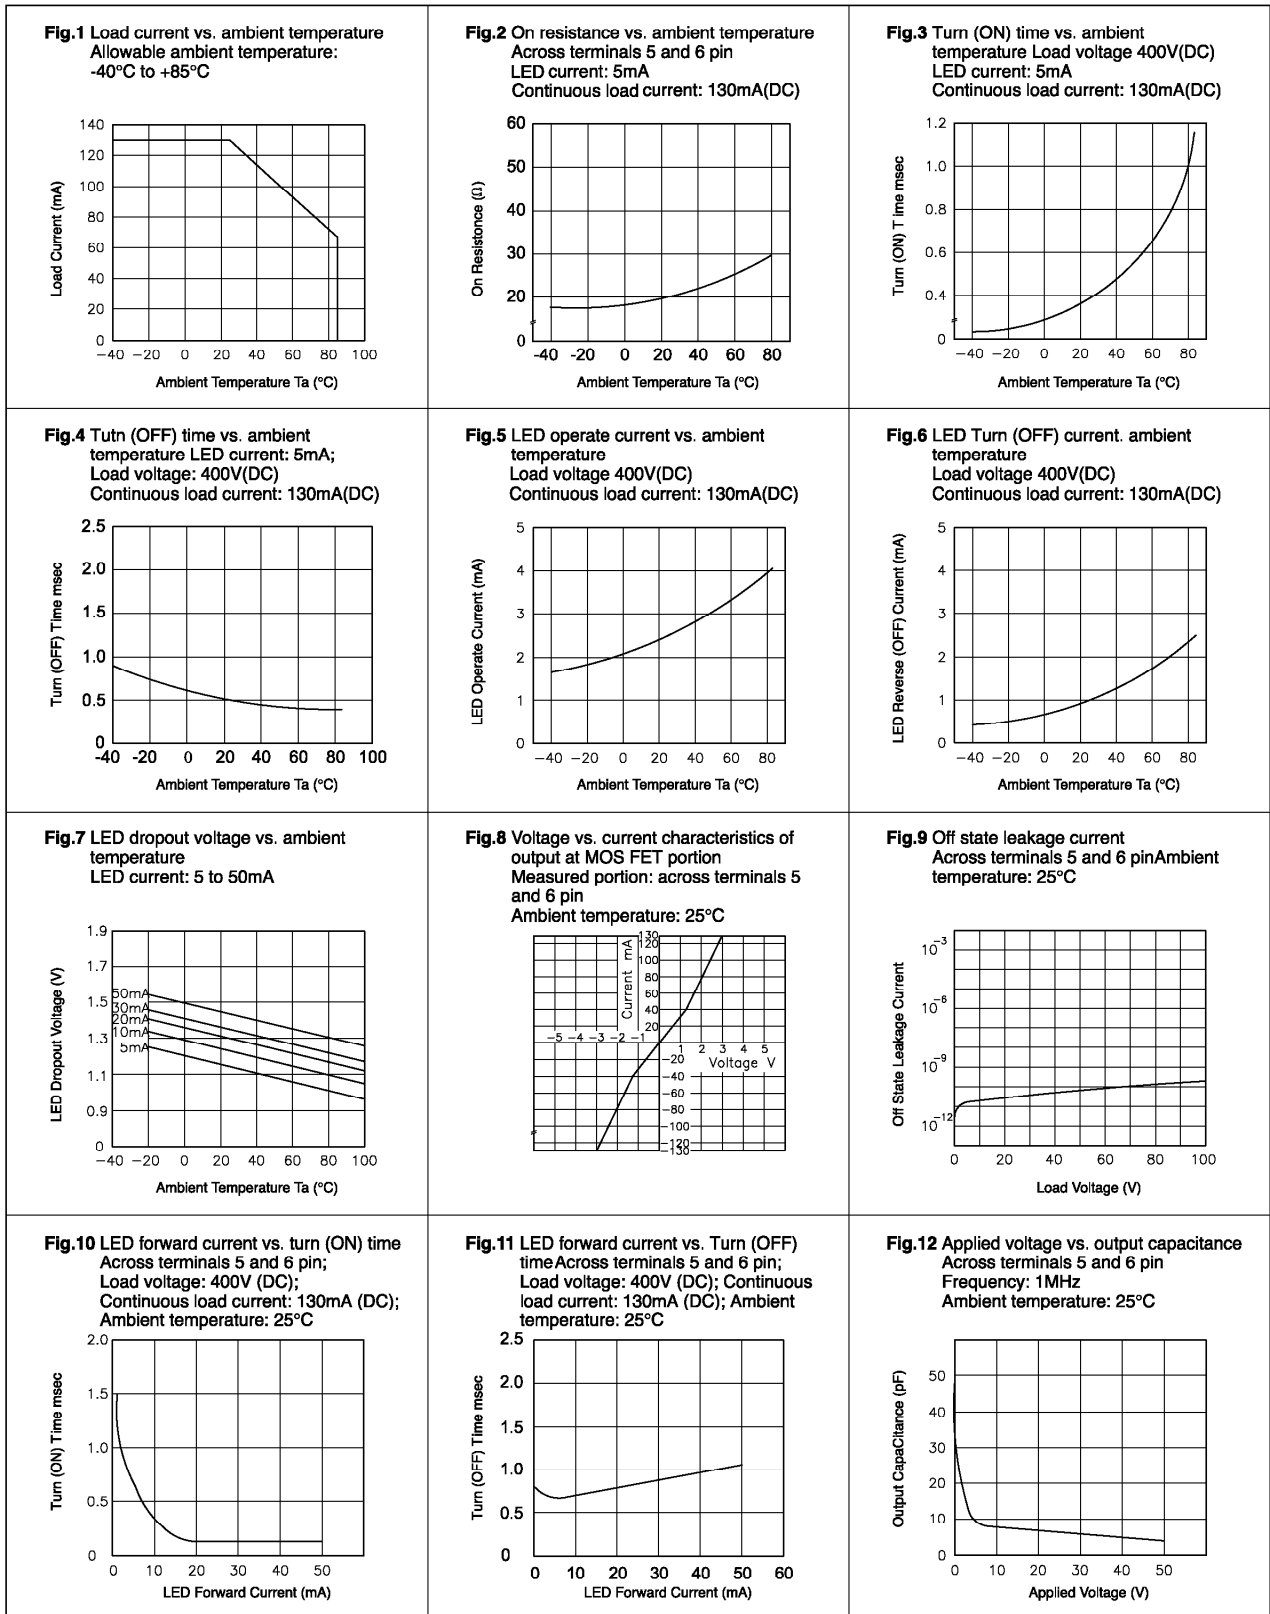 Fig.1 Load current vs. ambient temperature
Allowable ambient temperature:
-40°C to +85°C
140
120
100
80
60
40
20
0
Load Current (mA)
−40 −20 0 20 40 60 80 100
Ambient Temperature Ta (°C)
Fig.2 On resistance vs. ambient temperature
Across terminals 5 and 6 pin
LED current: 5mA
Continuous load current: 130mA(DC)
60
50
40
30
20
0
On Resistance (Ω)
-40 -20 0 20 40 60 80
Ambient Temperature Ta (°C)
Fig.3 Turn (ON) time vs. ambient
temperature Load voltage 400V(DC)
LED current: 5mA
Continuous load current: 130mA(DC)
1.2
1.0
0.8
0.6
0.4
0
Turn (ON) T ime msec
−40 −20 0 20 40 60 80
Ambient Temperature Ta (°C)
Fig.4 Tutn (OFF) time vs. ambient
temperature LED current: 5mA;
Load voltage: 400V(DC)
Continuous load current: 130mA(DC)
2.5
2.0
1.5
1.0
0.5
0
Turn (OFF) Time msec
-40 -20 0 20 40 60 80 100
Ambient Temperature Ta (°C)
Fig.5 LED operate current vs. ambient
temperature
Load voltage 400V(DC)
Continuous load current: 130mA(DC)
5
4
3
2
1
0
LED Operate Current (mA)
−40 −20 0 20 40 60 80
Ambient Temperature Ta (°C)
Fig.6 LED Turn (OFF) current. ambient
temperature
Load voltage 400V(DC)
Continuous load current: 130mA(DC)
5
4
3
2
1
0
LED Reverse (OFF) Current (mA)
−40 −20 0 20 40 60 80
Ambient Temperature Ta (°C)
Fig.7 LED dropout voltage vs. ambient
temperature
LED current: 5 to 50mA
1.9
1.7
1.5
1.3
1.1
0.9
0
LED Dropout Voltage (V)
50mA
30mA
20mA
10mA
5mA
−40 −20 0 20 40 60 80 100
Ambient Temperature Ta (°C)
Fig.8 Voltage vs. current characteristics of
output at MOS FET portion
Measured portion: across terminals 5
and 6 pin
Ambient temperature: 25°C
130
120
100
80
60
40
20
Current mA
−5 −4 −3 −2 −1
1 2 3 4 5
Voltage V
−20
−40
−60
−80
−100
−120
−130
Fig.9 Off state leakage current
Across terminals 5 and 6 pinAmbient
temperature: 25°C
10−3
10−6
10−9
10−12
Off State Leakage Current
0 20 40 60 80 100
Load Voltage (V)
Fig.10 LED forward current vs. turn (ON) time
Across terminals 5 and 6 pin;
Load voltage: 400V (DC);
Continuous load current: 130mA (DC);
Ambient temperature: 25°C
2.0
1.5
1.0
0.5
0
Turn (ON) Time msec
0 10 20 30 40 50 60
LED Forward Current (mA)
Fig.11 LED forward current vs. Turn (OFF)
timeAcross terminals 5 and 6 pin;
Load voltage: 400V (DC); Continuous
load current: 130mA (DC); Ambient
temperature: 25°C
2.5
2.0
1.5
1.0
0.5
0
Turn (OFF) Time msec
0 10 20 30 40 50 60
LED Forward Current (mA)
Fig.12 Applied voltage vs. output capacitance
Across terminals 5 and 6 pin
Frequency: 1MHz
Ambient temperature: 25°C
50
40
30
20
10
0
Output CapaCitance (pF)
0 10 20 30 40 50
Applied Voltage (V)